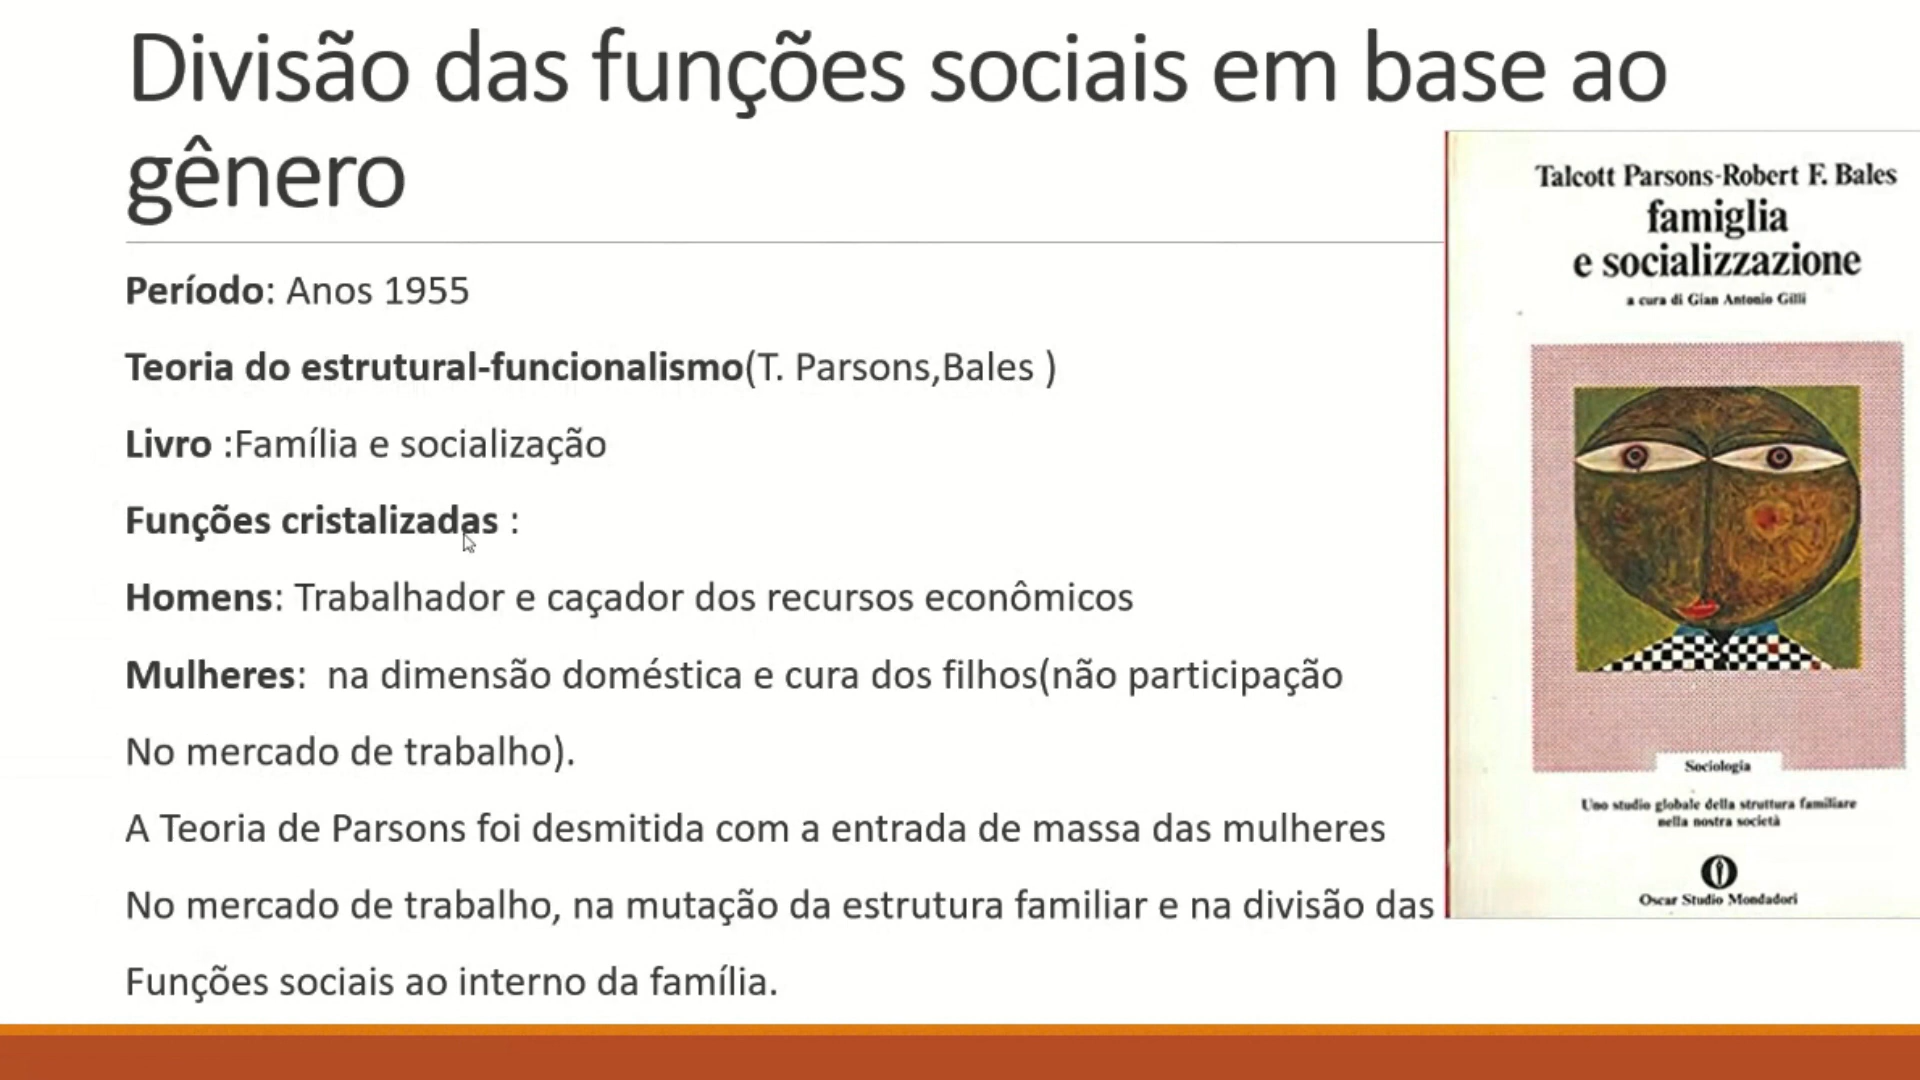 Divisão das funções sociais em base ao
gênero
Período: Anos 1955
Teoria do estrutural-funcionalismo(T. Parsons,Bales )
Livro :Família e socialização
Funções cristalizadas :
Homens: Trabalhador e caçador dos recursos econômicos
Mulheres:  na dimensão doméstica e cura dos filhos(não participação
No mercado de trabalho).
A Teoria de Parsons foi desmitida com a entrada de massa das mulheres
No mercado de trabalho, na mutação da estrutura familiar e na divisão das
Funções sociais ao interno da família.
Talcott Parsons-Robert F. Bales
famiglia
e socializzazione
a cura di Gian Antonio Gilli
Sociologia
Uno studio globale della struttura familiare
nella nostra società
Oscar Studio Mondadori